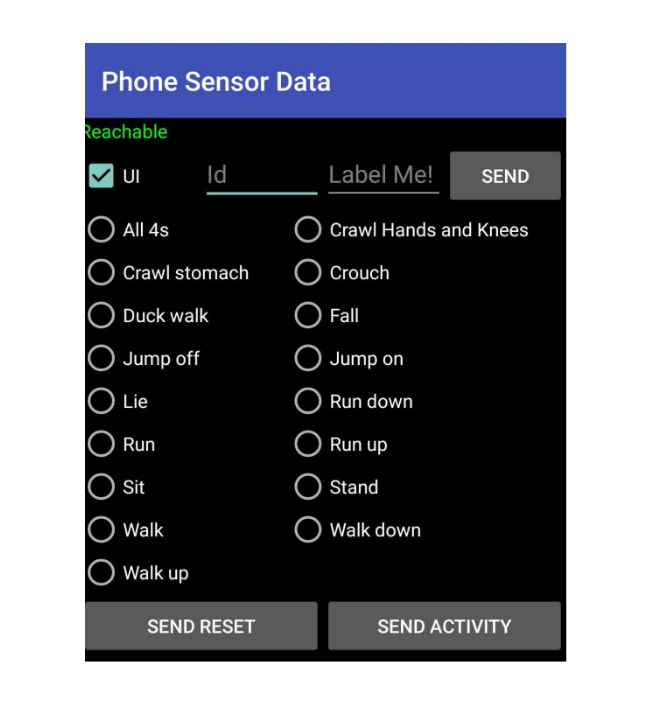 Phone Sensor Data
Reachable
UI Id Label Me! SEND
All 4s Crawl Hands and Knees
Crawl stomach Crouch
Duck walk Fall
Jump off Jump on
Lie Run down
Run Run up
Sit Stand
Walk Walk down
Walk up
SEND RESET SEND ACTIVITY